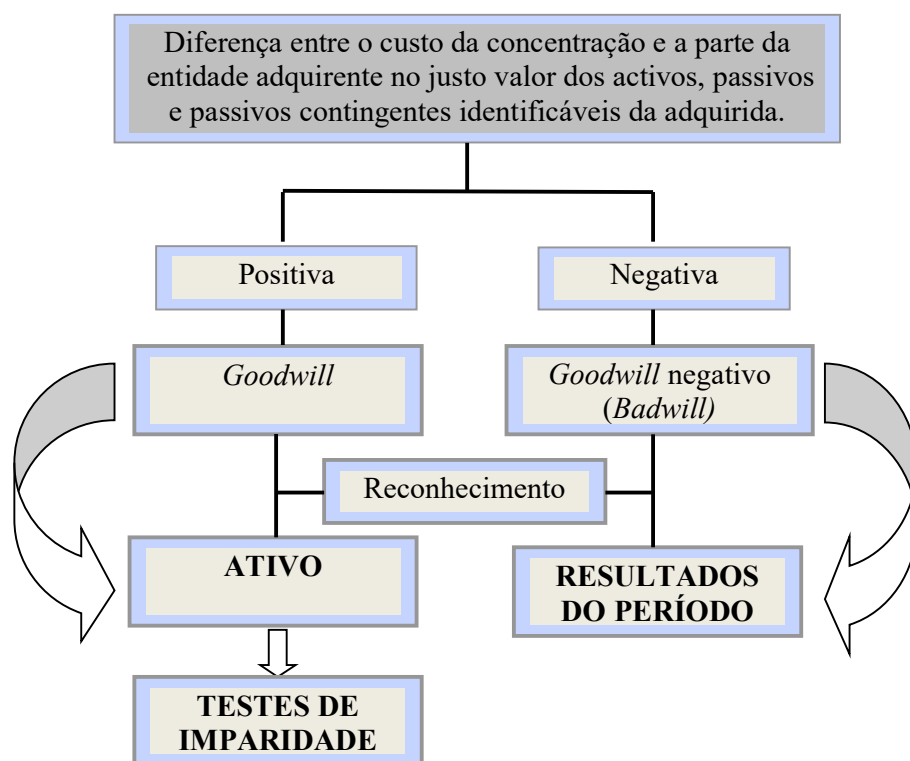 Diferença entre o custo da concentração e a parte da
entidade adquirente no justo valor dos activos, passivos
e passivos contingentes identificáveis da adquirida.
Positiva
Negativa
Goodwill
Goodwill negativo
(Badwill)
Reconhecimento
ATIVO
RESULTADOS
DO PERÍODO
TESTES DE
IMPARIDADE